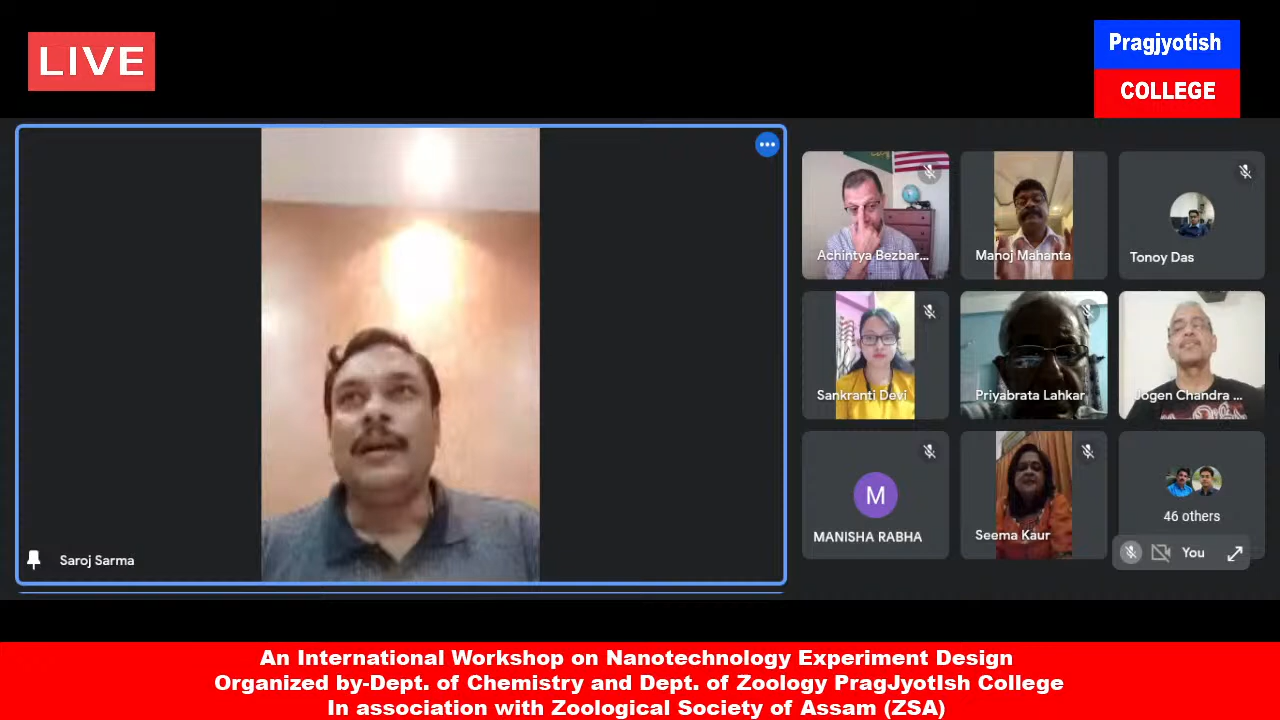 LIVE
Pragjyotish
COLLEGE
Achintya Bezbar...
Manoj Mahanta
Tonoy Das
Sankranti Devi
Priyabrata Lahkar
Jogen Chandra ...
M
MANISHA RABHA
Seema Kaur
46 others
You
Saroj Sarma
An International Workshop on Nanotechnology Experiment Design
Organized by-Dept. of Chemistry and Dept. of Zoology PragJyotIsh College
In association with Zoological Society of Assam (ZSA)